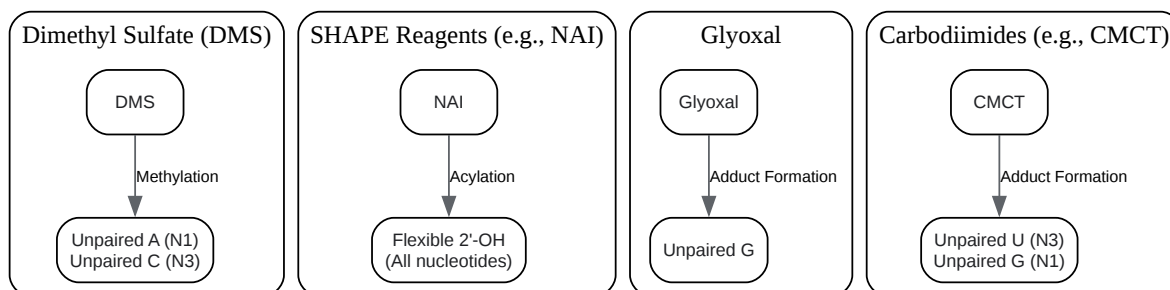 Dimethyl Sulfate (DMS)
DMS
Methylation
Unpaired A (N1)
Unpaired C (N3)
SHAPE Reagents (e.g., NAI)
NAI
Acylation
Flexible 2'-OH
(All nucleotides)
Glyoxal
Glyoxal
Adduct Formation
Unpaired G
Carbodiimides (e.g., CMCT)
CMCT
Adduct Formation
Unpaired U (N3)
Unpaired G (N1)